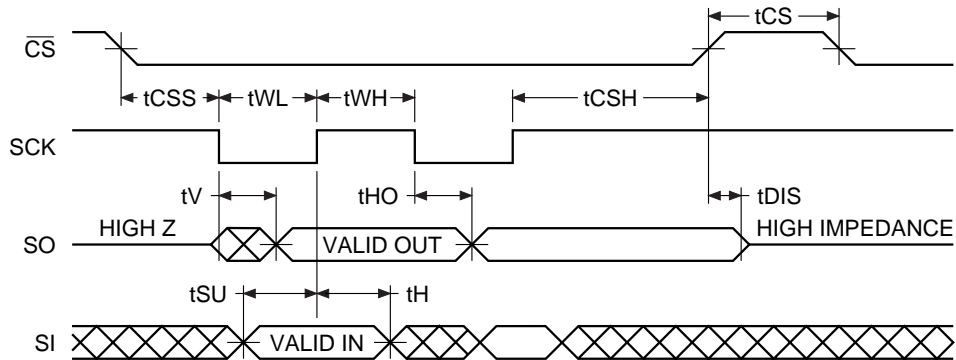 tCS
C̅S̅
tCSS tWL tWH tCSH
SCK
tV tHO tDIS
HIGH Z HIGH IMPEDANCE
SO VALID OUT
tSU tH
SI VALID IN